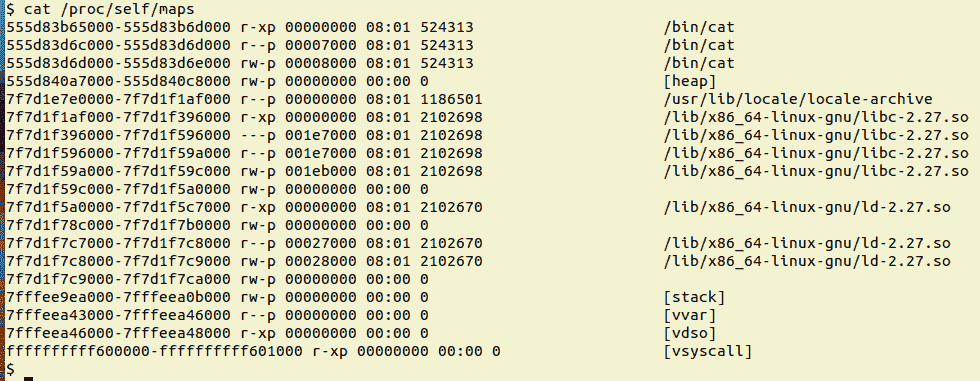 $ cat /proc/self/maps
555d83b65000-555d83b6d000 r-xp 00000000 08:01 524313 /bin/cat
555d83d6c000-555d83d6d000 r--p 00007000 08:01 524313 /bin/cat
555d83d6d000-555d83d6e000 rw-p 00008000 08:01 524313 /bin/cat
555d840a7000-555d840c8000 rw-p 00000000 00:00 0 [heap]
7f7d1e7e0000-7f7d1f1af000 r--p 00000000 08:01 1186501 /usr/lib/locale/locale-archive
7f7d1f1af000-7f7d1f396000 r-xp 00000000 08:01 2102698 /lib/x86_64-linux-gnu/libc-2.27.so
7f7d1f396000-7f7d1f596000 ---p 001e7000 08:01 2102698 /lib/x86_64-linux-gnu/libc-2.27.so
7f7d1f596000-7f7d1f59a000 r--p 001e7000 08:01 2102698 /lib/x86_64-linux-gnu/libc-2.27.so
7f7d1f59a000-7f7d1f59c000 rw-p 001eb000 08:01 2102698 /lib/x86_64-linux-gnu/libc-2.27.so
7f7d1f59c000-7f7d1f5a0000 rw-p 00000000 00:00 0
7f7d1f5a0000-7f7d1f5c7000 r-xp 00000000 08:01 2102670 /lib/x86_64-linux-gnu/ld-2.27.so
7f7d1f78c000-7f7d1f7b0000 rw-p 00000000 00:00 0
7f7d1f7c7000-7f7d1f7c8000 r--p 00027000 08:01 2102670 /lib/x86_64-linux-gnu/ld-2.27.so
7f7d1f7c8000-7f7d1f7c9000 rw-p 00028000 08:01 2102670 /lib/x86_64-linux-gnu/ld-2.27.so
7f7d1f7c9000-7f7d1f7ca000 rw-p 00000000 00:00 0
7fffee9ea000-7fffeea0b000 rw-p 00000000 00:00 0 [stack]
7fffeea43000-7fffeea46000 r--p 00000000 00:00 0 [vvar]
7fffeea46000-7fffeea48000 r-xp 00000000 00:00 0 [vdso]
ffffffffff600000-ffffffffff601000 r-xp 00000000 00:00 0 [vsyscall]
$